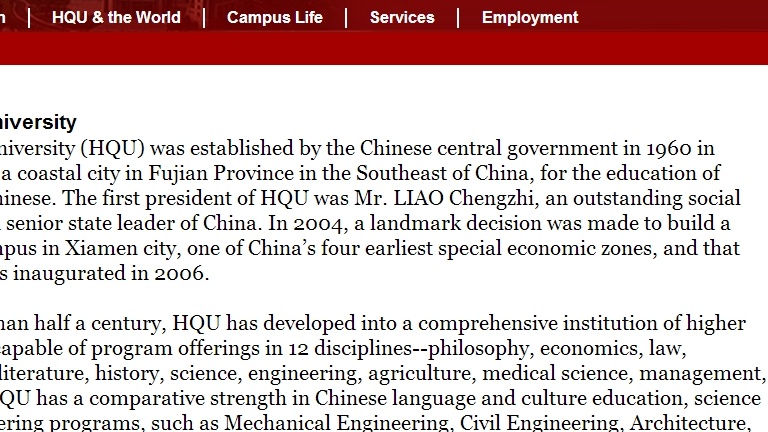 n | HQU & the World | Campus Life | Services | Employment
niversity
niversity (HQU) was established by the Chinese central government in 1960 in
a coastal city in Fujian Province in the Southeast of China, for the education of
hinese. The first president of HQU was Mr. LIAO Chengzhi, an outstanding social
senior state leader of China. In 2004, a landmark decision was made to build a
mpus in Xiamen city, one of China’s four earliest special economic zones, and that
s inaugurated in 2006.
han half a century, HQU has developed into a comprehensive institution of higher
capable of program offerings in 12 disciplines--philosophy, economics, law,
literature, history, science, engineering, agriculture, medical science, management,
QU has a comparative strength in Chinese language and culture education, science
ering programs, such as Mechanical Engineering, Civil Engineering, Architecture,